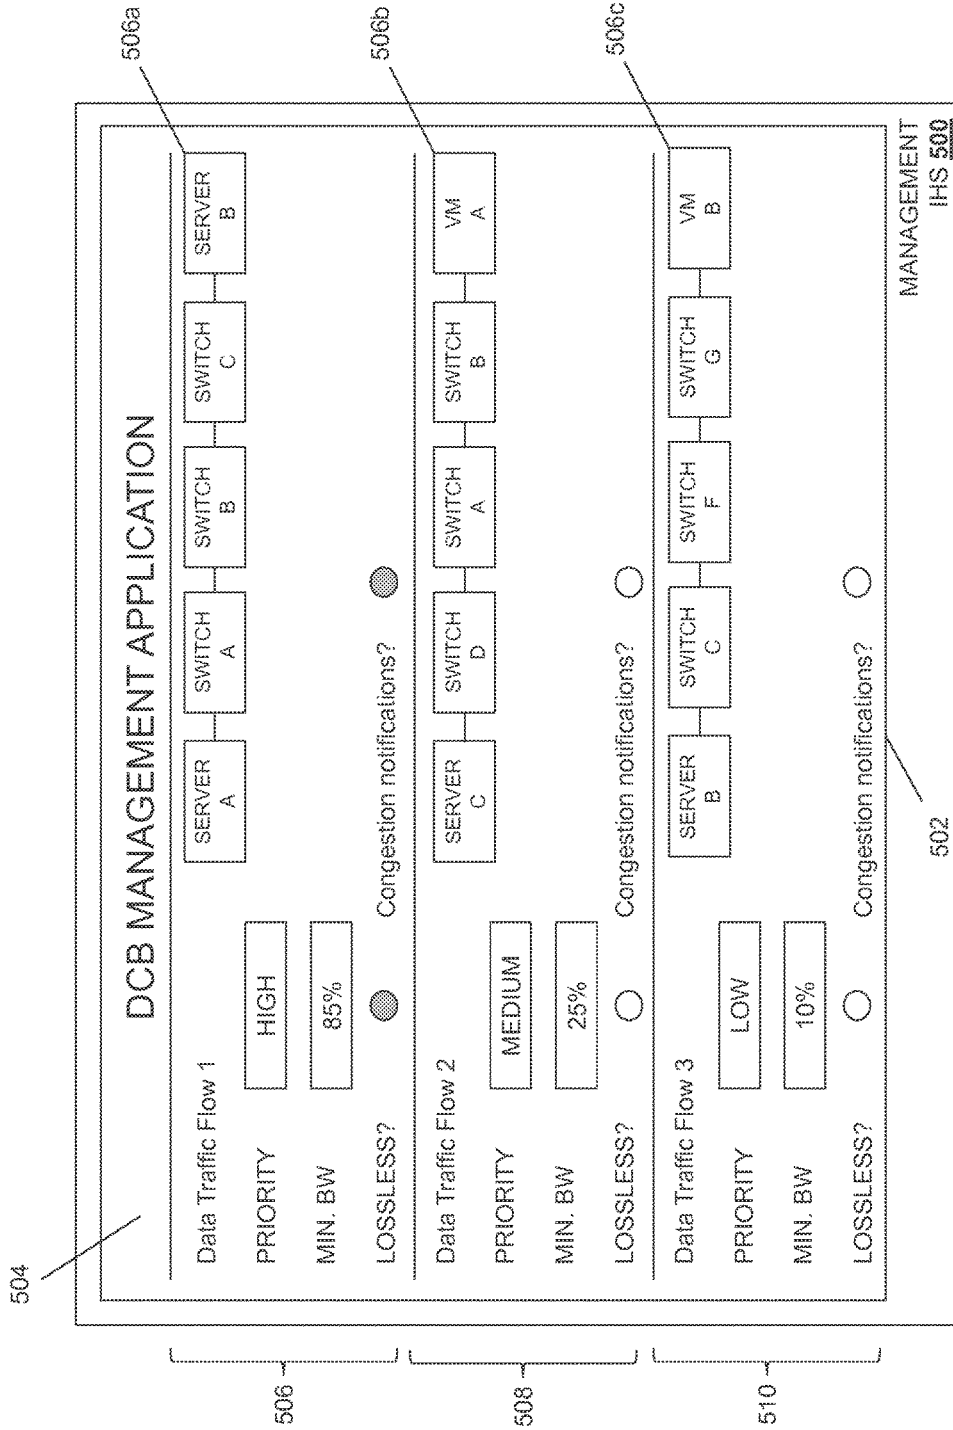 DCB MANAGEMENT APPLICATION
504
506
Data Traffic Flow 1
PRIORITY
HIGH
MIN. BW
85%
LOSSLESS?
Congestion notifications?
SERVER
A
SWITCH
A
SWITCH
B
SWITCH
C
SERVER
B
506a
508
Data Traffic Flow 2
PRIORITY
MEDIUM
MIN. BW
25%
LOSSLESS?
Congestion notifications?
SERVER
C
SWITCH
D
SWITCH
A
SWITCH
B
VM
A
506b
510
Data Traffic Flow 3
PRIORITY
LOW
MIN. BW
10%
LOSSLESS?
Congestion notifications?
SERVER
B
SWITCH
C
SWITCH
F
SWITCH
G
VM
B
506c
502
MANAGEMENT
IHS 500